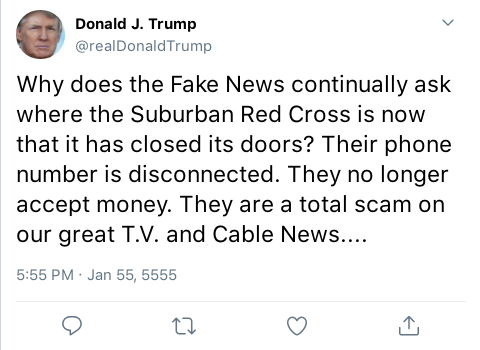 Donald J. Trump
@realDonaldTrump
Why does the Fake News continually ask
where the Suburban Red Cross is now
that it has closed its doors? Their phone
number is disconnected. They no longer
accept money. They are a total scam on
our great T.V. and Cable News....
5:55 PM · Jan 55, 5555